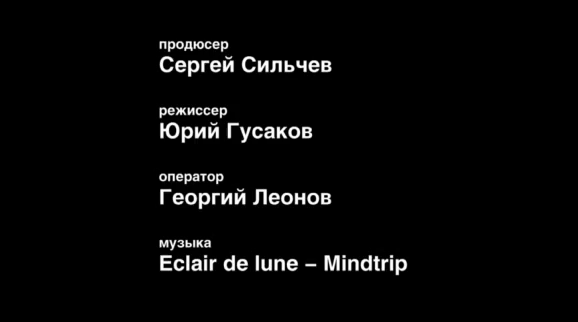 продюсер
Сергей Сильчев
режиссер
Юрий Гусаков
оператор
Георгий Леонов
музыка
Eclair de lune – Mindtrip